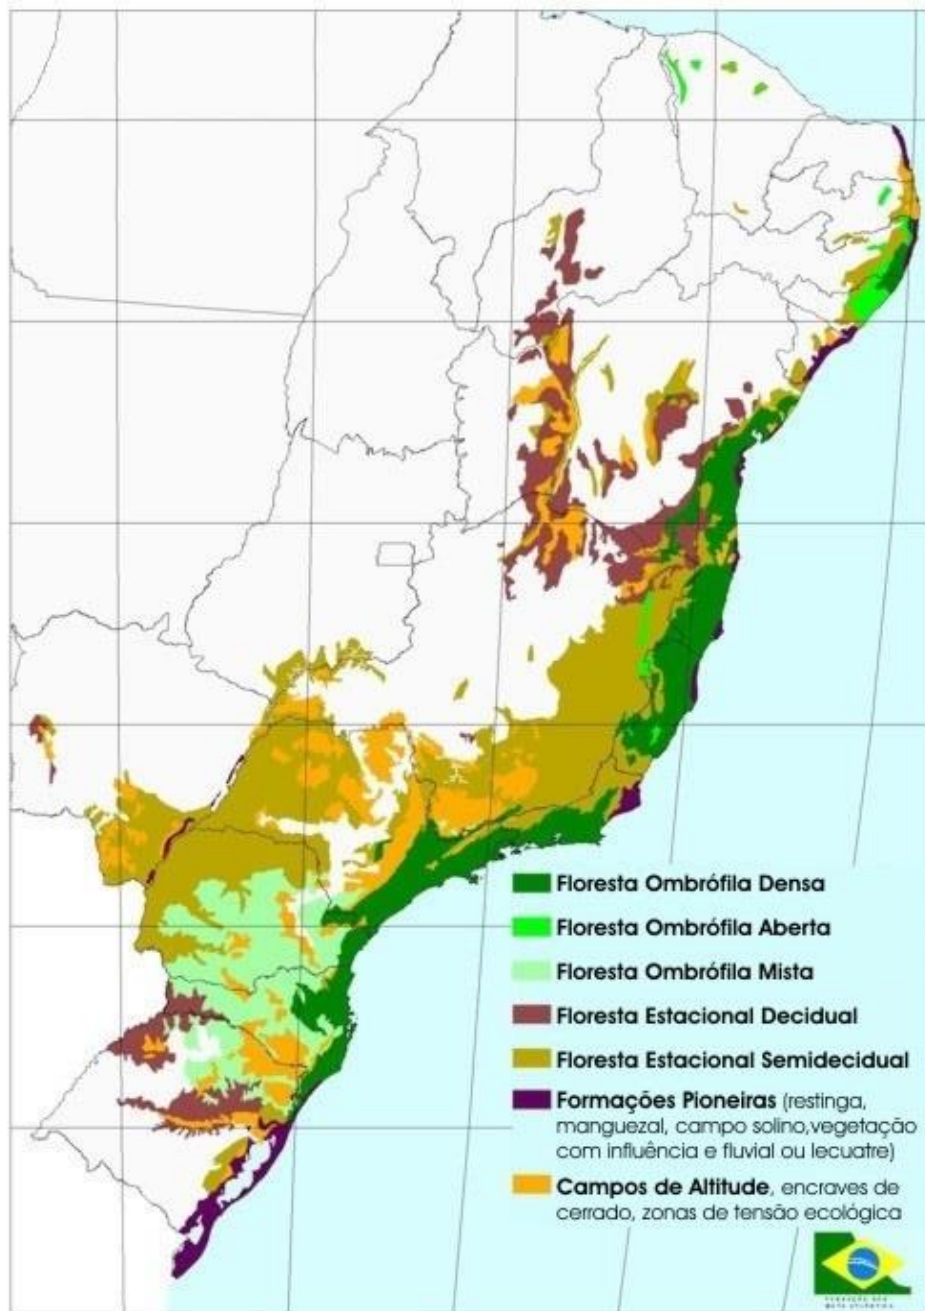 Floresta Ombrófila Densa
Floresta Ombrófila Aberta
Floresta Ombrófila Mista
Floresta Estacional Decidual
Floresta Estacional Semidecidual
Formações Pioneiras (restinga,
manguezal, campo solino,vegetação
com influência e fluvial ou lecuatre)
Campos de Altitude, encraves de
cerrado, zonas de tensão ecológica